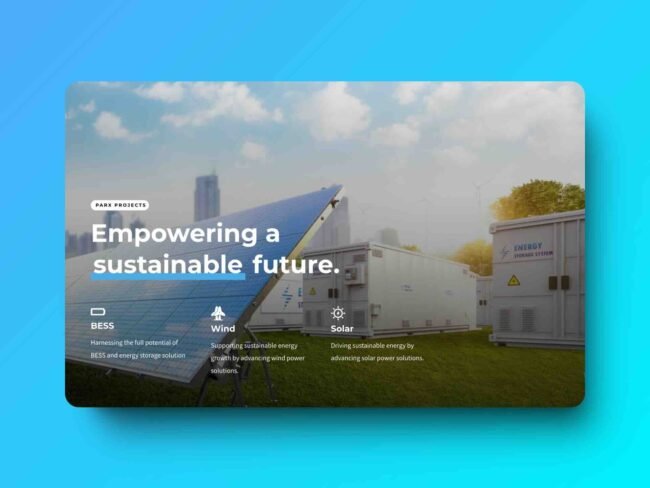 PARX PROJECTS
Empowering a
sustainable future.
BESS
Harnessing the full potential of
BESS and energy storage solution
Wind
Supporting sustainable energy
growth by advancing wind power
solutions.
Solar
Driving sustainable energy by
advancing solar power solutions.
ENERGY
STORAGE SYSTEM